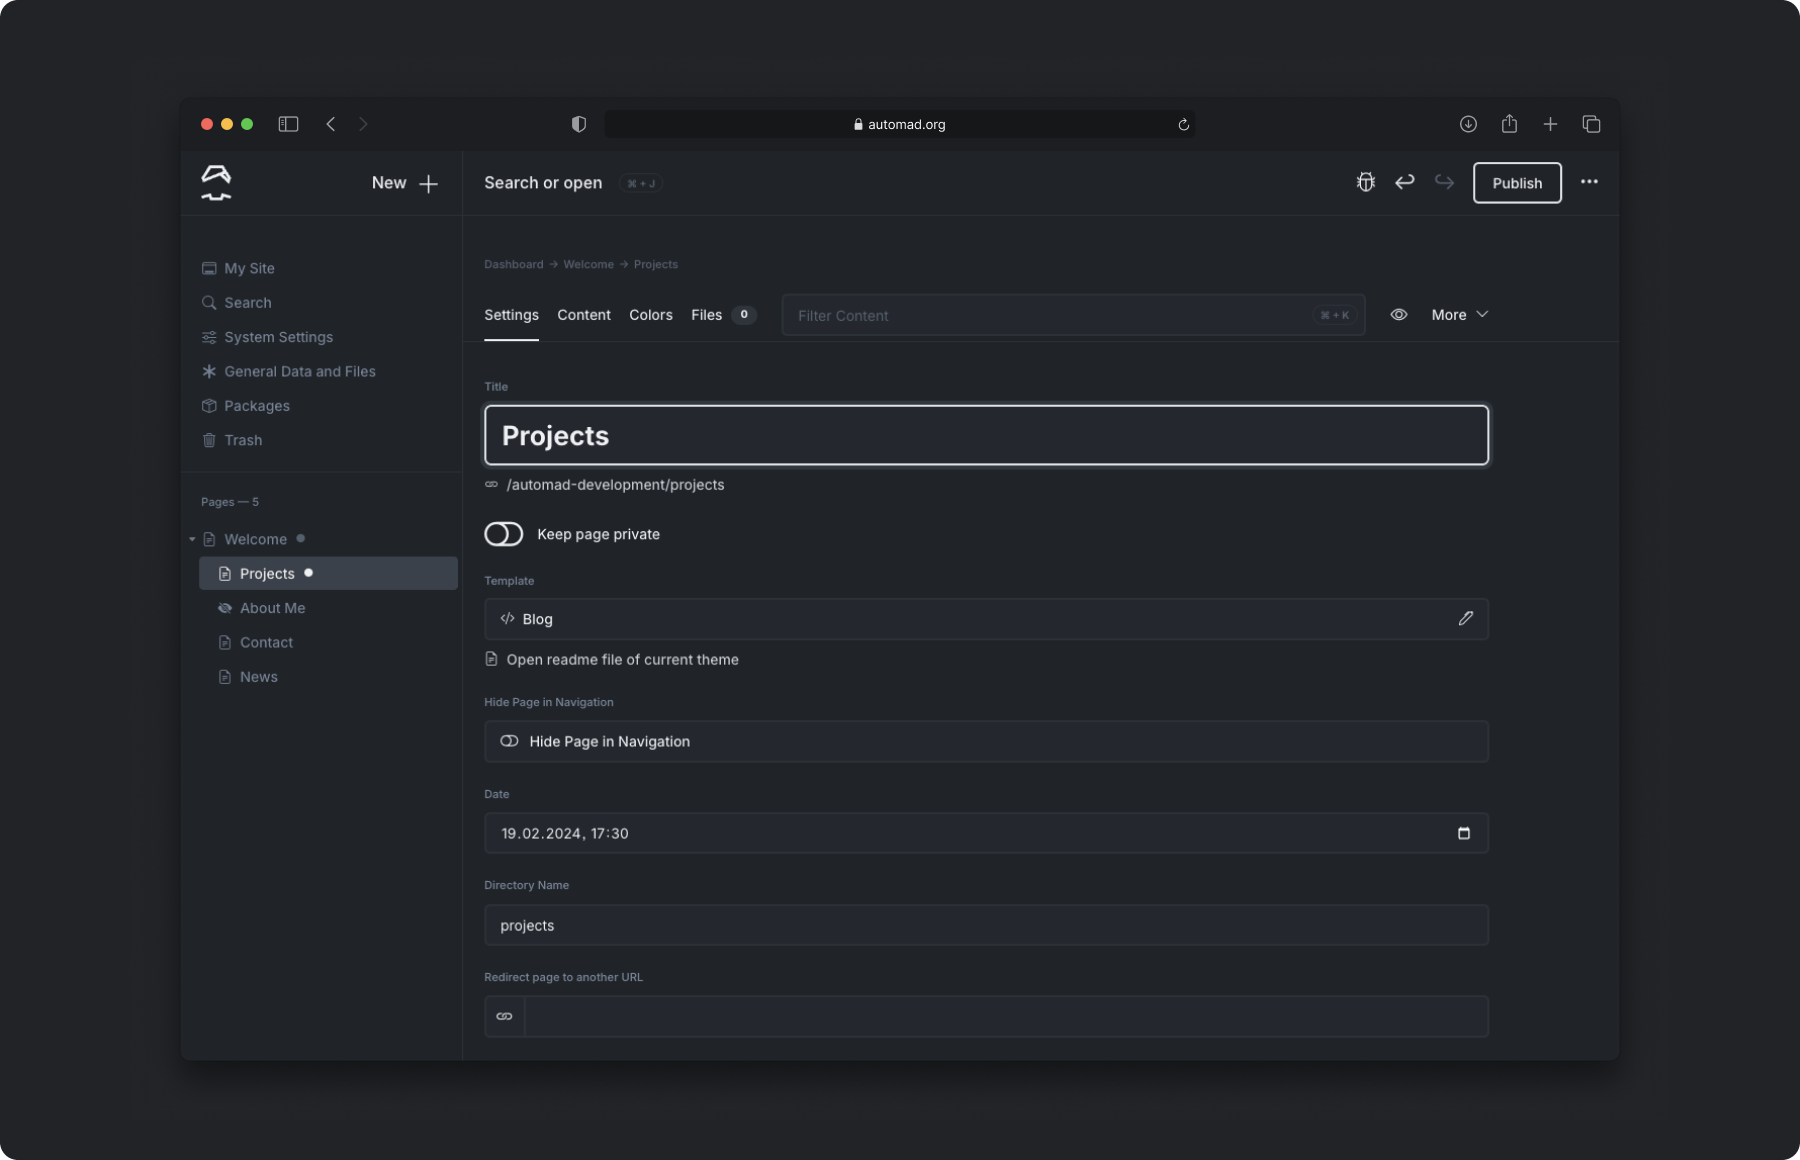 automad.org
New
Search or open ⌘ + J
Publish
My Site
Search
System Settings
General Data and Files
Packages
Trash
Pages — 5
Welcome
Projects
About Me
Contact
News
Dashboard → Welcome → Projects
Settings Content Colors Files 0 Filter Content ⌘ + K More
Title
Projects
/automad-development/projects
Keep page private
Template
</> Blog
Open readme file of current theme
Hide Page in Navigation
Hide Page in Navigation
Date
19.02.2024, 17:30
Directory Name
projects
Redirect page to another URL